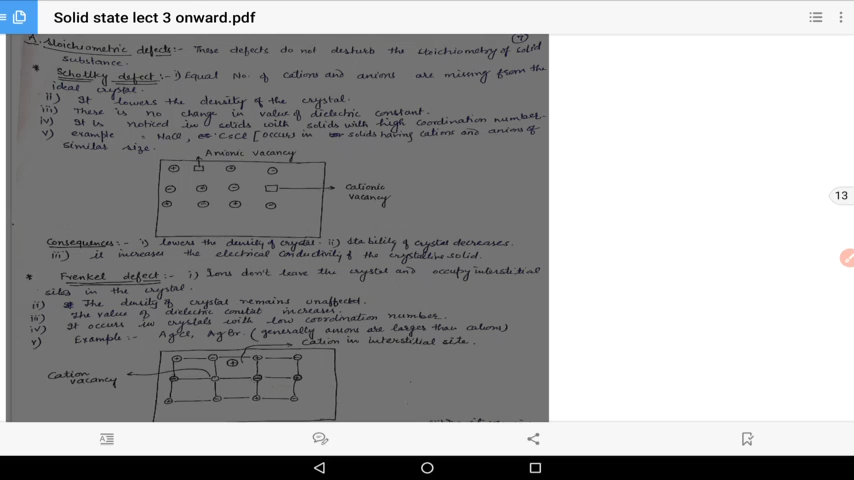 Solid state lect 3 onward.pdf
(7)
A. Stoichiometric defects:- These defects do not desturb the stoichiometry of solid
substance.
* Schottky defect:- i) Equal No. of cations and anions are missing from the
ideal crystal.
ii) It lowers the density of the crystal.
iii) There is no change in value of dielectric constant.
iv) It is noticed in solids with solids with high coordination number.
v) example = NaCl, CsCl [occurs in solids having cations and anions of
similar size.
Anionic vacancy
+ + -
- + - Cationic
vacancy
+ - + -
Consequences:- i) lowers the density of crystal. ii) Stability of crystal decreases.
iii) it increases the electrical conductivity of the crystalline solid.
* Frenkel defect:- i) Ions don't leave the crystal and occupy interstitial
sites in the crystal.
ii) The density of crystal remains unaffected.
iii) The value of dielectric constat increases.
iv) It occurs in crystals with low coordination number.
v) Example:- AgCl, AgBr. (generally anions are larger than cations)
Cation in interstitial site.
Cation
vacancy
13